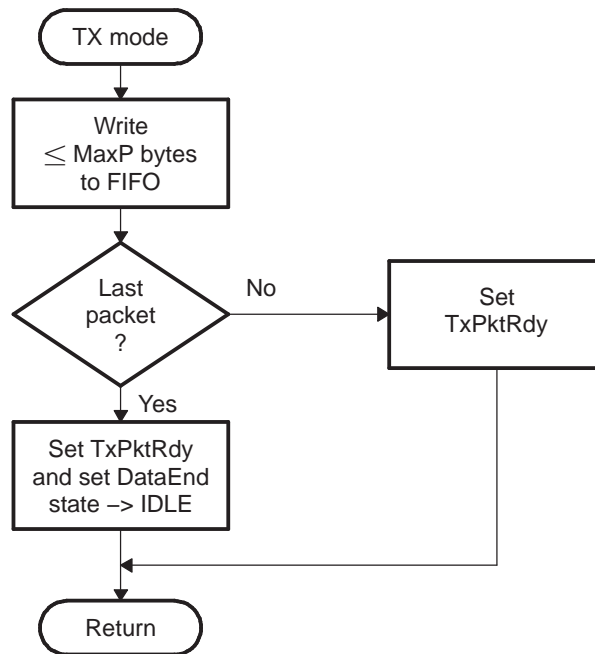 TX mode
Write
≤ MaxP bytes
to FIFO
Last
packet
?
No
Set
TxPktRdy
Yes
Set TxPktRdy
and set DataEnd
state –> IDLE
Return